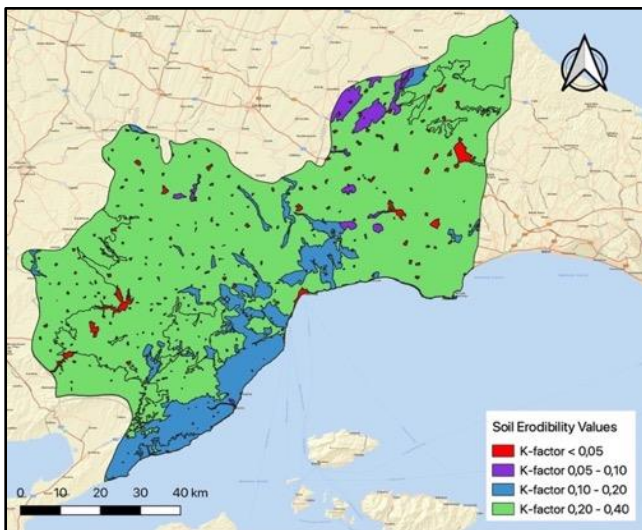 Soil Erodibility Values
K-factor < 0,05
K-factor 0,05 - 0,10
K-factor 0,10 - 0,20
K-factor 0,20 - 0,40
0 10 20 30 40 km